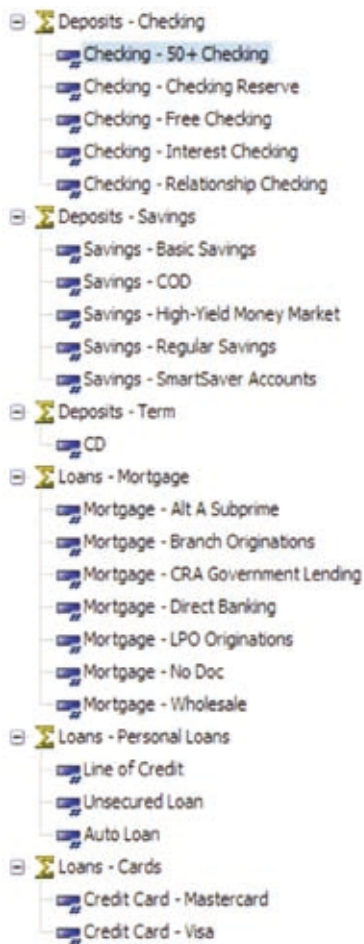 Deposits - Checking
Checking - 50+ Checking
Checking - Checking Reserve
Checking - Free Checking
Checking - Interest Checking
Checking - Relationship Checking
Deposits - Savings
Savings - Basic Savings
Savings - COD
Savings - High-Yield Money Market
Savings - Regular Savings
Savings - SmartSaver Accounts
Deposits - Term
CD
Loans - Mortgage
Mortgage - Alt A Subprime
Mortgage - Branch Originations
Mortgage - CRA Government Lending
Mortgage - Direct Banking
Mortgage - LPO Originations
Mortgage - No Doc
Mortgage - Wholesale
Loans - Personal Loans
Line of Credit
Unsecured Loan
Auto Loan
Loans - Cards
Credit Card - Mastercard
Credit Card - Visa